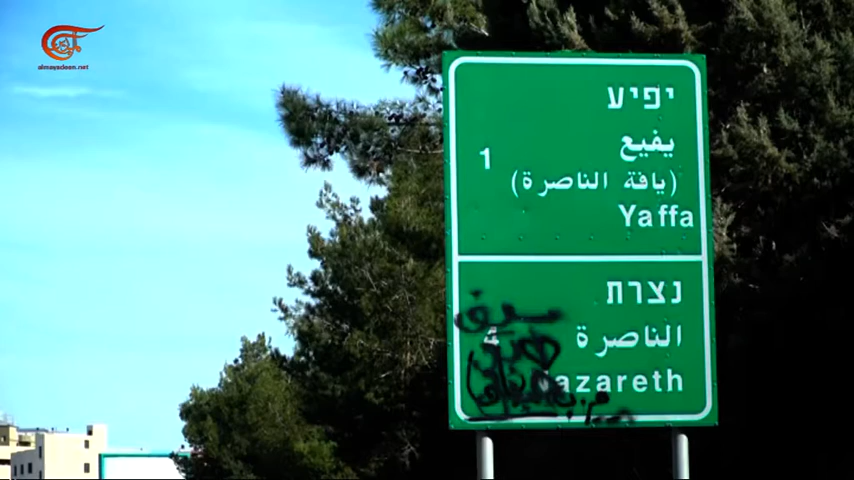 almayadeen.net
יפיע
يفيع
1
(يافة الناصرة)
Yaffa
נצרת
4
الناصرة
Nazareth